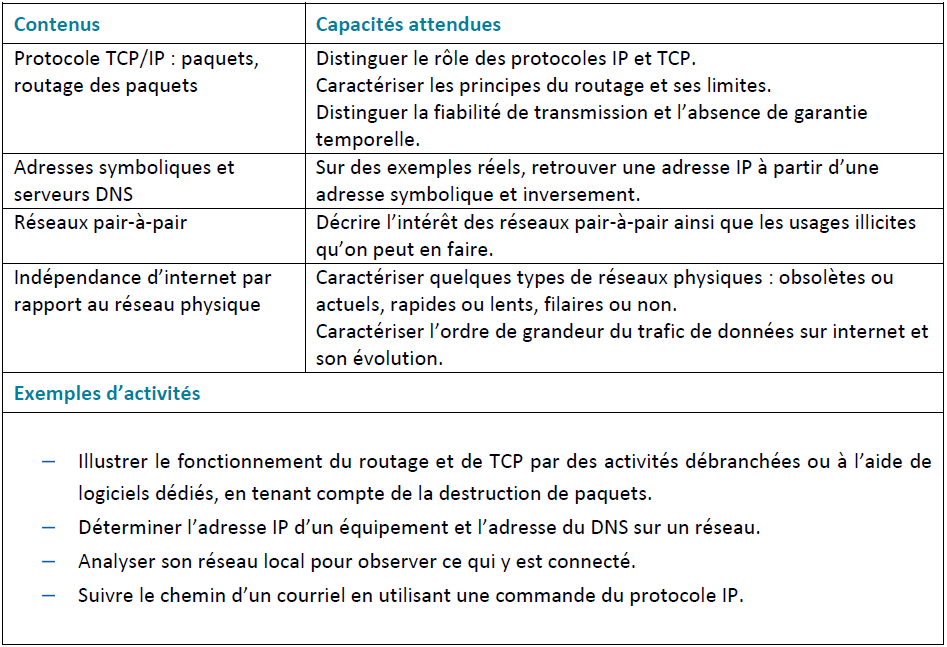 Contenus
Capacités attendues
Protocole TCP/IP : paquets,
routage des paquets
Distinguer le rôle des protocoles IP et TCP.
Caractériser les principes du routage et ses limites.
Distinguer la fiabilité de transmission et l’absence de garantie
temporelle.
Adresses symboliques et
serveurs DNS
Sur des exemples réels, retrouver une adresse IP à partir d’une
adresse symbolique et inversement.
Réseaux pair-à-pair
Décrire l’intérêt des réseaux pair-à-pair ainsi que les usages illicites
qu’on peut en faire.
Indépendance d’internet par
rapport au réseau physique
Caractériser quelques types de réseaux physiques : obsolètes ou
actuels, rapides ou lents, filaires ou non.
Caractériser l’ordre de grandeur du trafic de données sur internet et
son évolution.
Exemples d’activités
– Illustrer le fonctionnement du routage et de TCP par des activités débranchées ou à l’aide de
logiciels dédiés, en tenant compte de la destruction de paquets.
– Déterminer l’adresse IP d’un équipement et l’adresse du DNS sur un réseau.
– Analyser son réseau local pour observer ce qui y est connecté.
– Suivre le chemin d’un courriel en utilisant une commande du protocole IP.